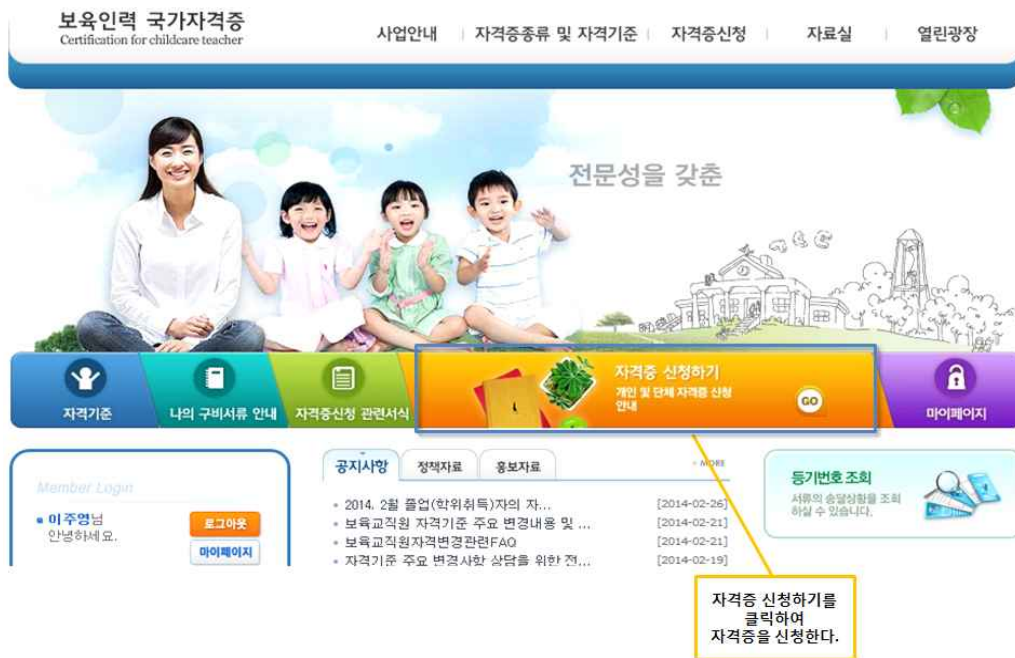 보육인력 국가자격증
Certification for childcare teacher
사업안내 | 자격증종류 및 자격기준 | 자격증신청 | 자료실 | 열린광장
전문성을 갖춘
자격기준
나의 구비서류 안내
자격증신청 관련서식
자격증 신청하기
개인 및 단체 자격증 신청
안내
GO
마이페이지
Member Login
이주영님
안녕하세요.
로그아웃
마이페이지
공지사항 정책자료 홍보자료 + MORE
2014. 2월 졸업(학위취득)자의 자... [2014-02-26]
보육교직원 자격기준 주요 변경내용 및 ... [2014-02-21]
보육교직원자격변경관련FAQ [2014-02-21]
자격기준 주요 변경사항 상담을 위한 전... [2014-02-19]
등기번호 조회
서류의 송달상황을 조회
하실 수 있습니다.
자격증 신청하기를
클릭하여
자격증을 신청한다.